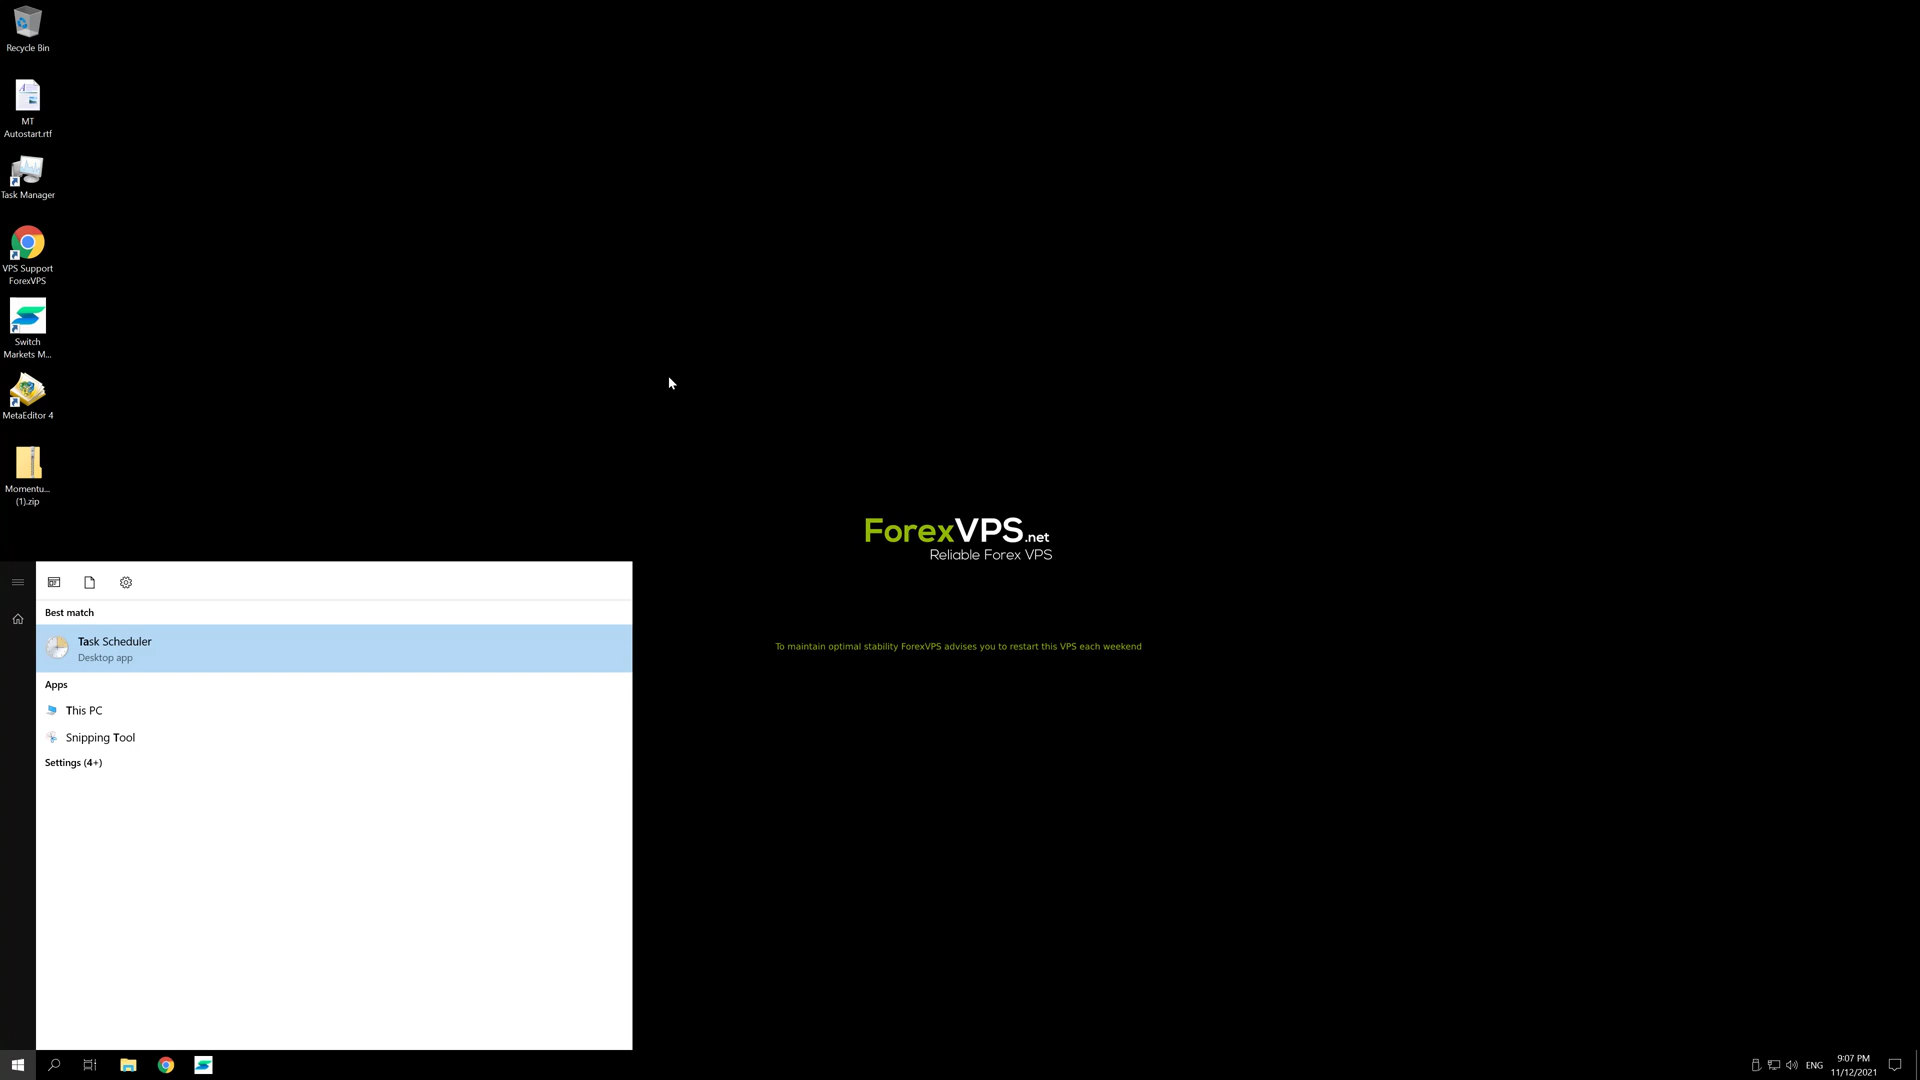 Recycle Bin
MT
Autostart.rtf
Task Manager
VPS Support
ForexVPS
Switch
Markets M...
MetaEditor 4
Momentu...
(1).zip
ForexVPS.net
Reliable Forex VPS
To maintain optimal stability ForexVPS advises you to restart this VPS each weekend
Best match
Task Scheduler
Desktop app
Apps
This PC
Snipping Tool
Settings (4+)
ENG
9:07 PM
11/12/2021